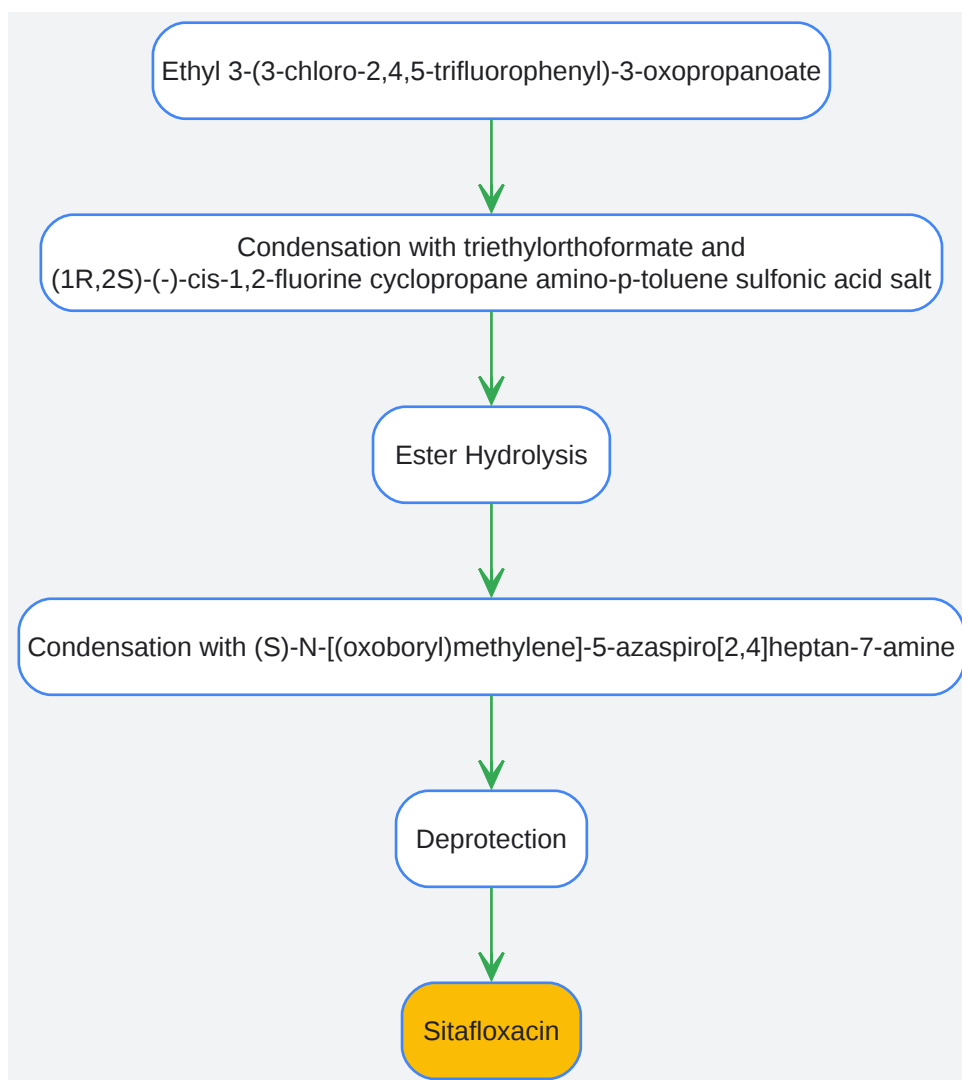 Ethyl 3-(3-chloro-2,4,5-trifluorophenyl)-3-oxopropanoate
Condensation with triethylorthoformate and
(1R,2S)-(-)-cis-1,2-fluorine cyclopropane amino-p-toluene sulfonic acid salt
Ester Hydrolysis
Condensation with (S)-N-[(oxoboryl)methylene]-5-azaspiro[2,4]heptan-7-amine
Deprotection
Sitafloxacin